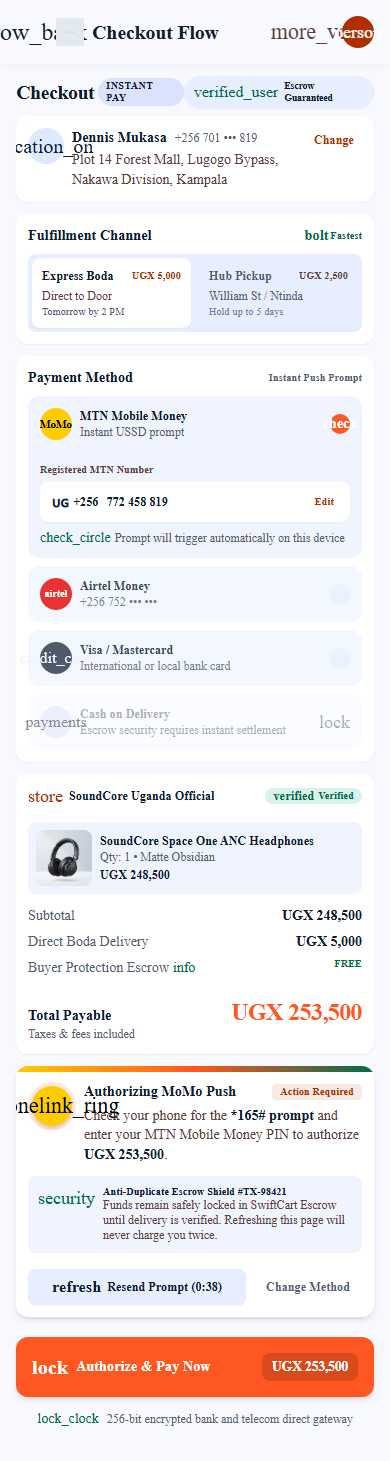 Checkout Flow
more_v
Checkout
INSTANT PAY
verified_user Escrow Guaranteed
cation_on
Dennis Mukasa +256 701 ••• 819
Change
Plot 14 Forest Mall, Lugogo Bypass,
Nakawa Division, Kampala
Fulfillment Channel
bolt Fastest
Express Boda UGX 5,000
Direct to Door
Tomorrow by 2 PM
Hub Pickup UGX 2,500
William St / Ntinda
Hold up to 5 days
Payment Method
Instant Push Prompt
MoMo
MTN Mobile Money
Instant USSD prompt
check
Registered MTN Number
UG +256 772 458 819
Edit
check_circle Prompt will trigger automatically on this device
airtel
Airtel Money
+256 752 ••• •••
dit_c
Visa / Mastercard
International or local bank card
payments
Cash on Delivery
Escrow security requires instant settlement
lock
store SoundCore Uganda Official
verified Verified
SoundCore Space One ANC Headphones
Qty: 1 • Matte Obsidian
UGX 248,500
Subtotal UGX 248,500
Direct Boda Delivery UGX 5,000
Buyer Protection Escrow info FREE
Total Payable
Taxes & fees included
UGX 253,500
onelink_ring
Authorizing MoMo Push
Action Required
Check your phone for the *165# prompt and
enter your MTN Mobile Money PIN to authorize
UGX 253,500.
security
Anti-Duplicate Escrow Shield #TX-98421
Funds remain safely locked in SwiftCart Escrow
until delivery is verified. Refreshing this page will
never charge you twice.
refresh Resend Prompt (0:38)
Change Method
lock Authorize & Pay Now UGX 253,500
lock_clock 256-bit encrypted bank and telecom direct gateway